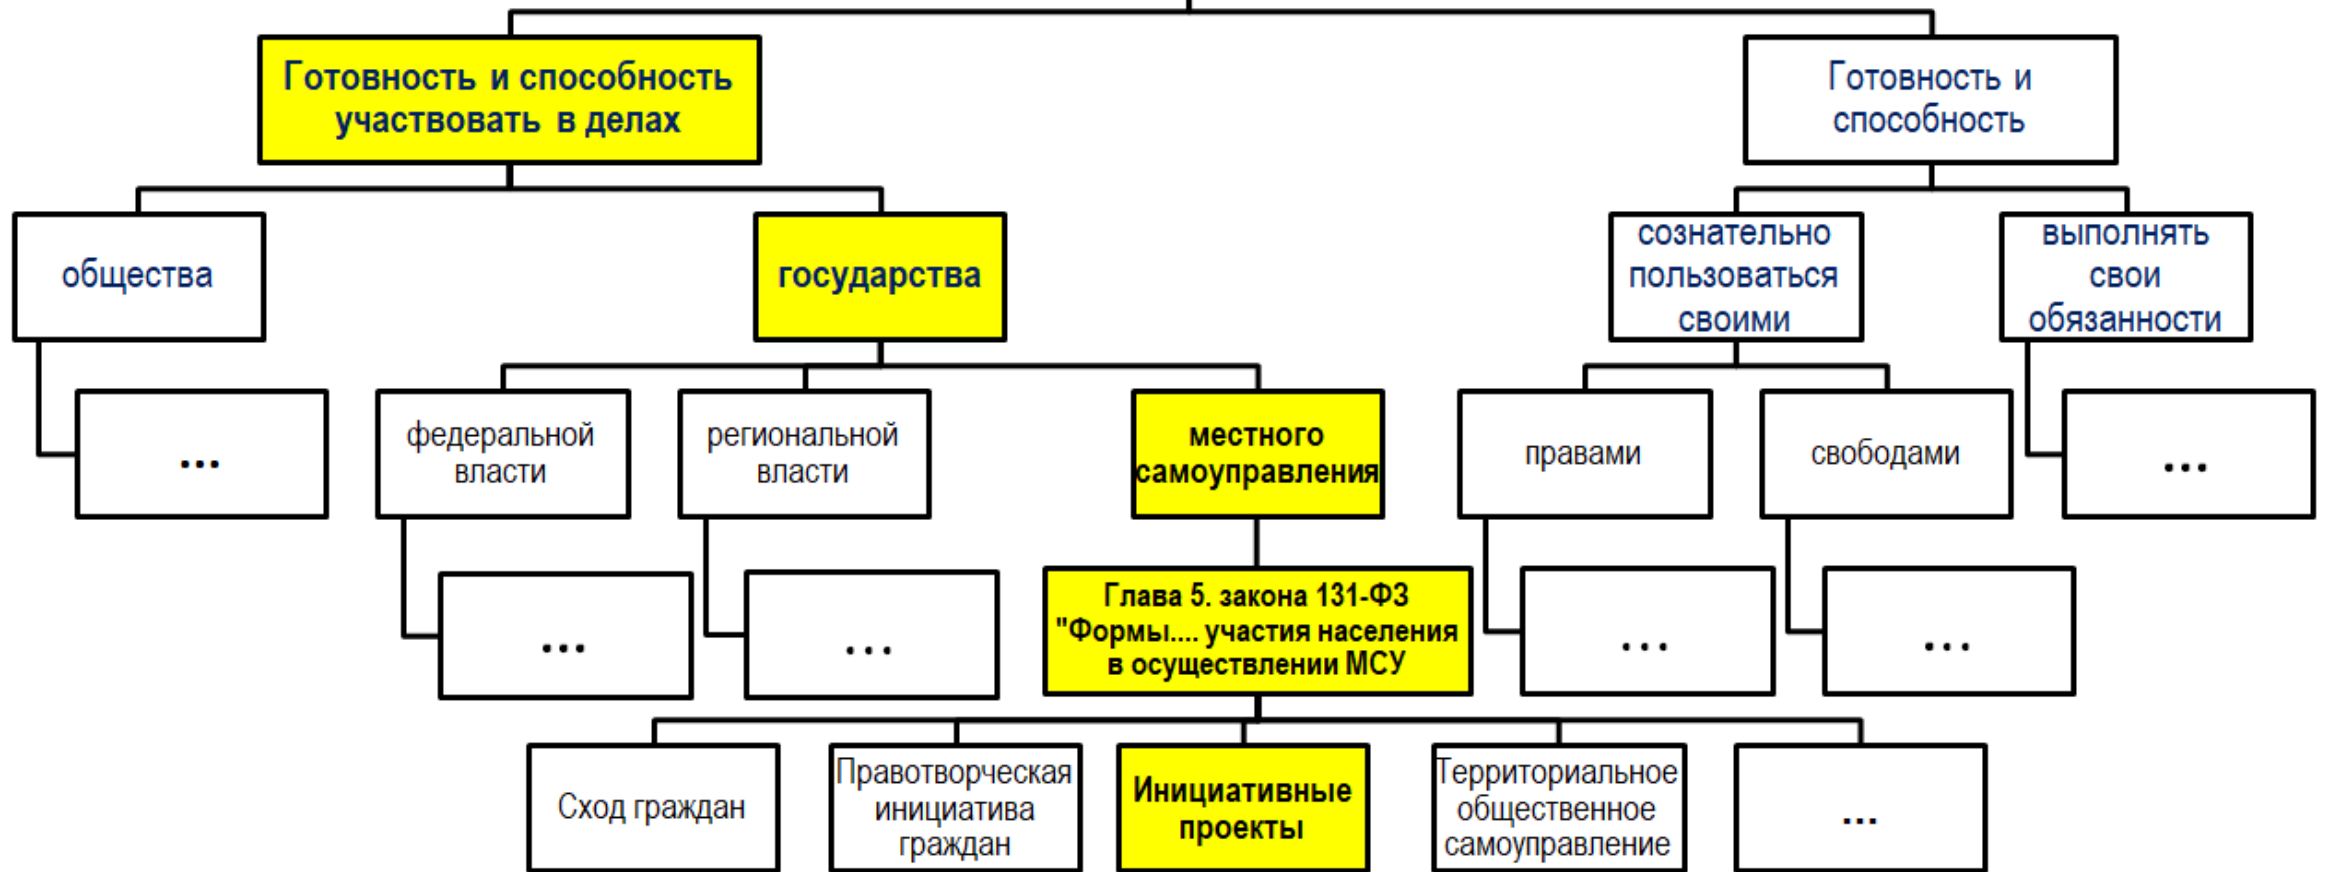 Готовность и способность
участвовать в делах
Готовность и
способность
общества
государства
сознательно
пользоваться
своими
выполнять
свои
обязанности
...
федеральной
власти
региональной
власти
местного
самоуправления
правами
свободами
...
...
...
Глава 5. закона 131-ФЗ
"Формы.... участия населения
в осуществлении МСУ
...
...
Сход граждан
Правотворческая
инициатива
граждан
Инициативные
проекты
Территориальное
общественное
самоуправление
...